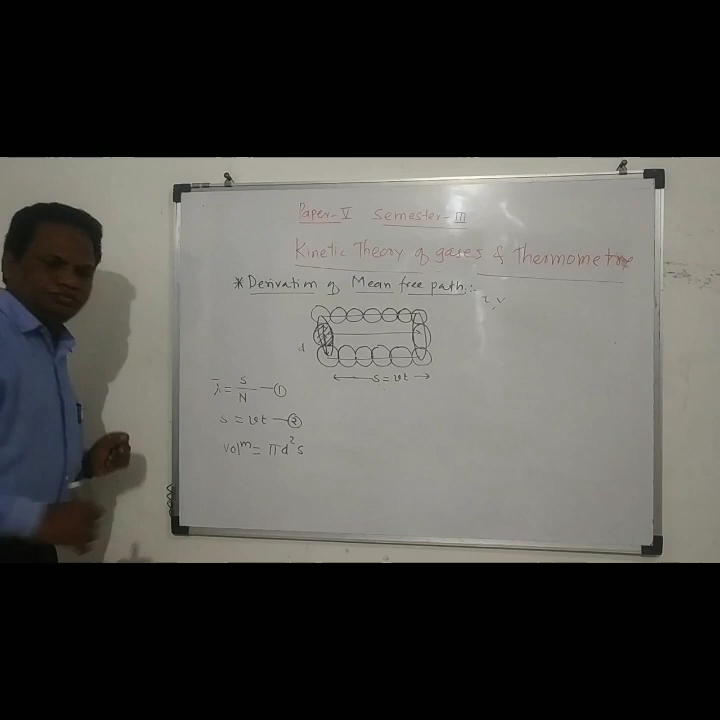 Paper-V Semester-III
Kinetic Theory of gases & Thermometry
* Derivation of Mean free path:-
d
s = vt
λ̄ = S/N —①
s = vt —②
volᵐ = πd²s